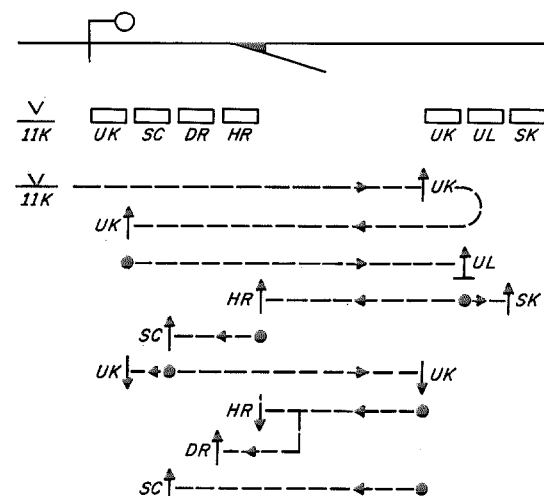 V
11K UK SC DR HR UK UL SK
V
11K UK
UK
UL
HR SK
SC
UK UK
HR
DR
SC